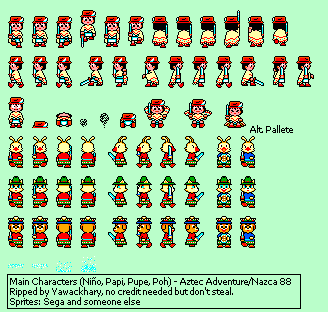 Alt. Pallete
Main Characters (Niño, Papi, Pupe, Poh) - Aztec Adventure/Nazca 88
Ripped by Yawackhary, no credit needed but don't steal.
Sprites: Sega and someone else